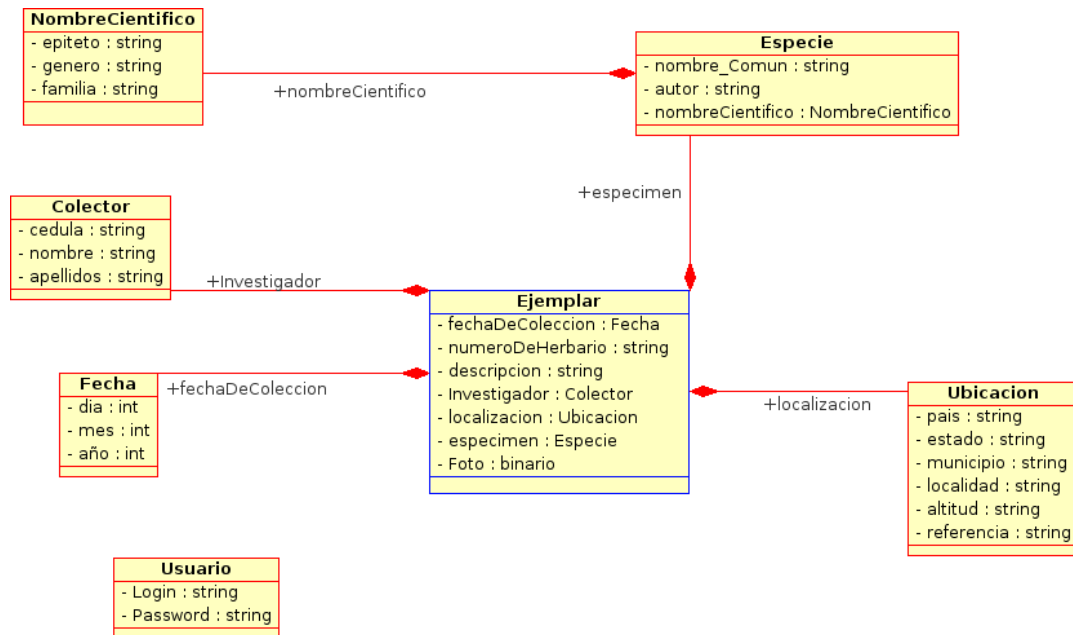 NombreCientifico
- epiteto : string
- genero : string
- familia : string
+nombreCientifico
Especie
- nombre_Comun : string
- autor : string
- nombreCientifico : NombreCientifico
+especimen
Colector
- cedula : string
- nombre : string
- apellidos : string
+Investigador
Ejemplar
- fechaDeColeccion : Fecha
- numeroDeHerbario : string
- descripcion : string
- Investigador : Colector
- localizacion : Ubicacion
- especimen : Especie
- Foto : binario
Fecha
- dia : int
- mes : int
- año : int
+fechaDeColeccion
+localizacion
Ubicacion
- pais : string
- estado : string
- municipio : string
- localidad : string
- altitud : string
- referencia : string
Usuario
- Login : string
- Password : string